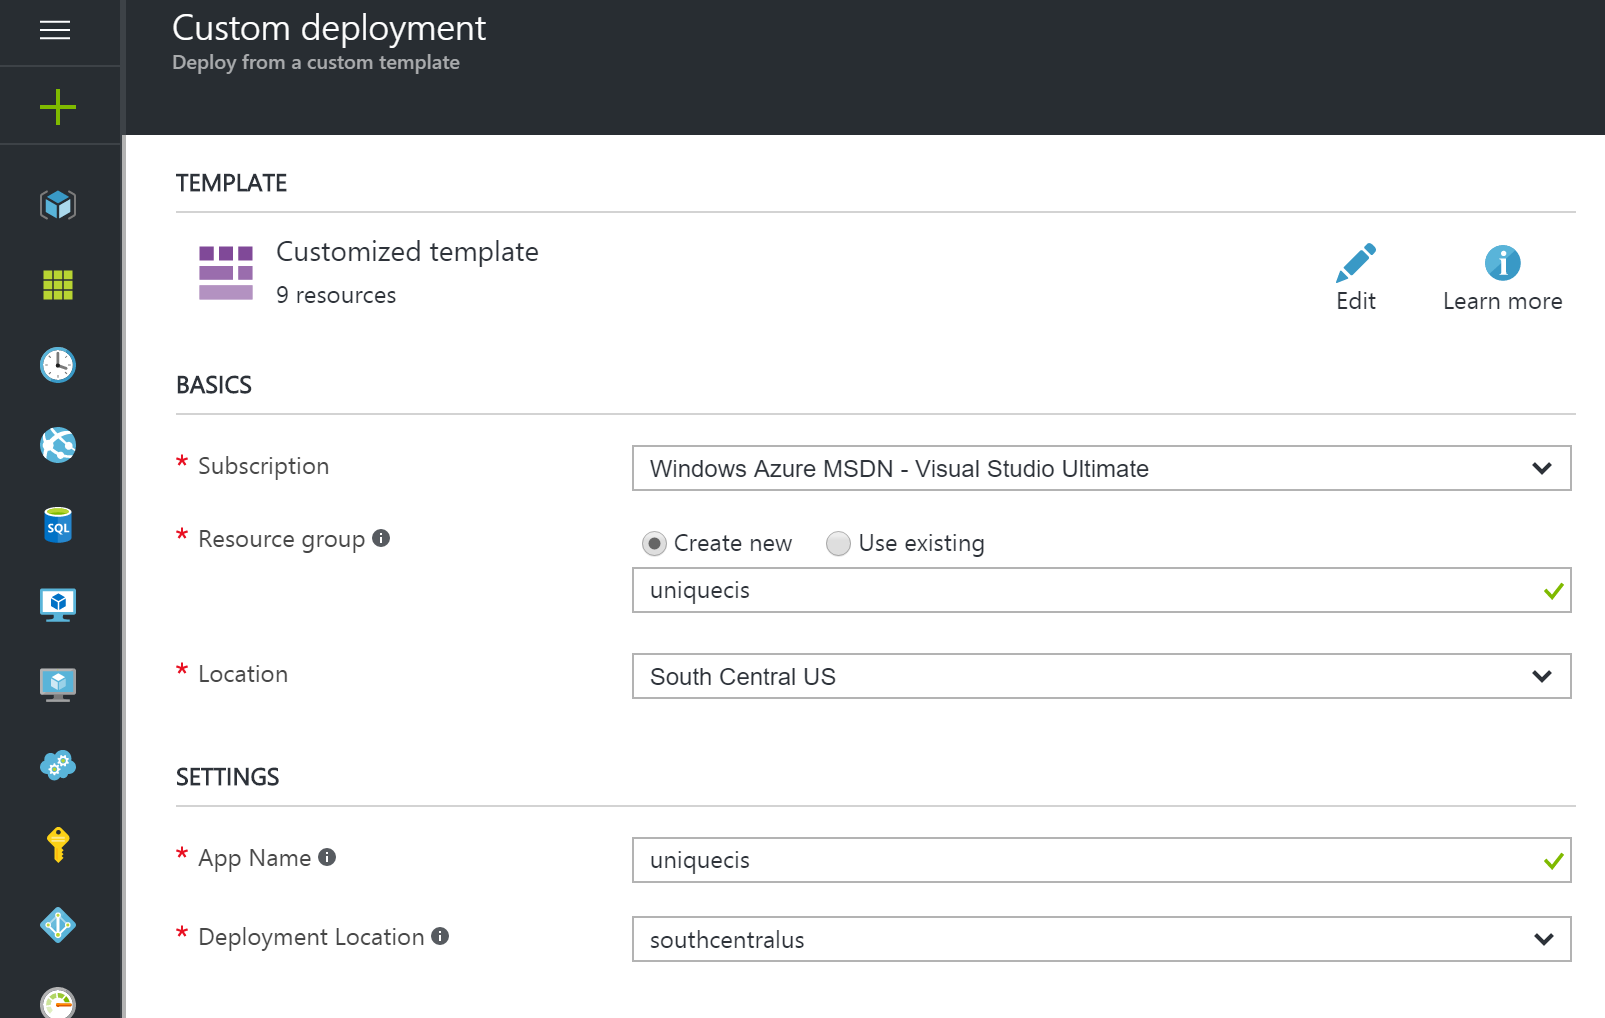 Custom deployment
Deploy from a custom template
TEMPLATE
Customized template
9 resources
Edit
Learn more
BASICS
* Subscription
Windows Azure MSDN - Visual Studio Ultimate
* Resource group
Create new
Use existing
uniquecis
* Location
South Central US
SQL
SETTINGS
* App Name
uniquecis
* Deployment Location
southcentralus